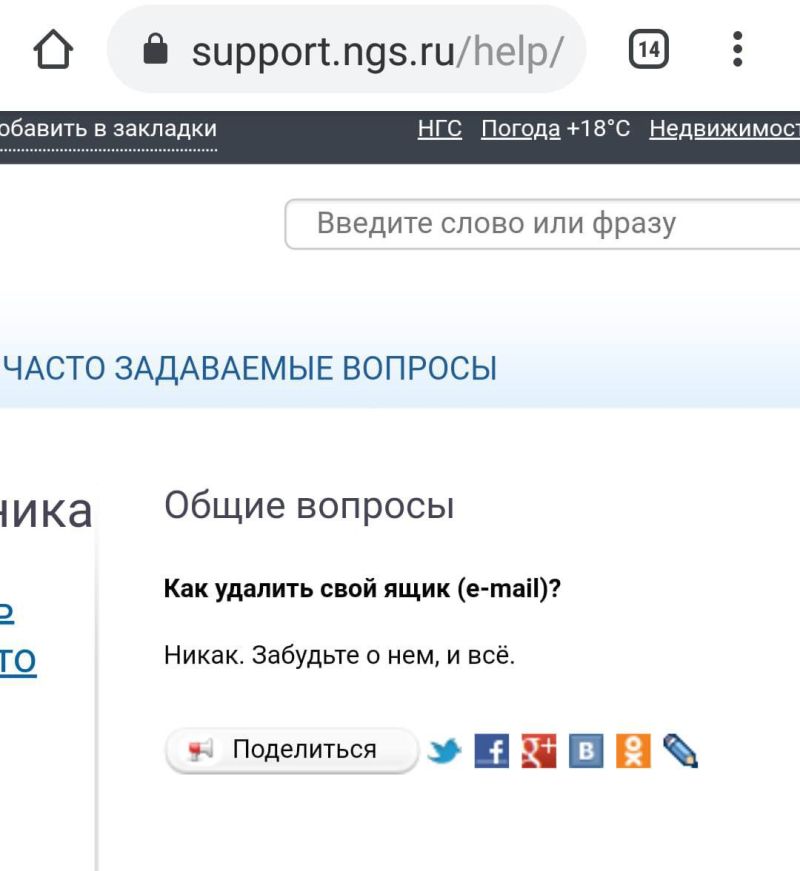 support.ngs.ru/help/
14
обавить в закладки
НГС Погода +18°C Недвижимост
Введите слово или фразу
ЧАСТО ЗАДАВАЕМЫЕ ВОПРОСЫ
ника
Общие вопросы
Как удалить свой ящик (e-mail)?
ь
то
Никак. Забудьте о нем, и всё.
Поделиться